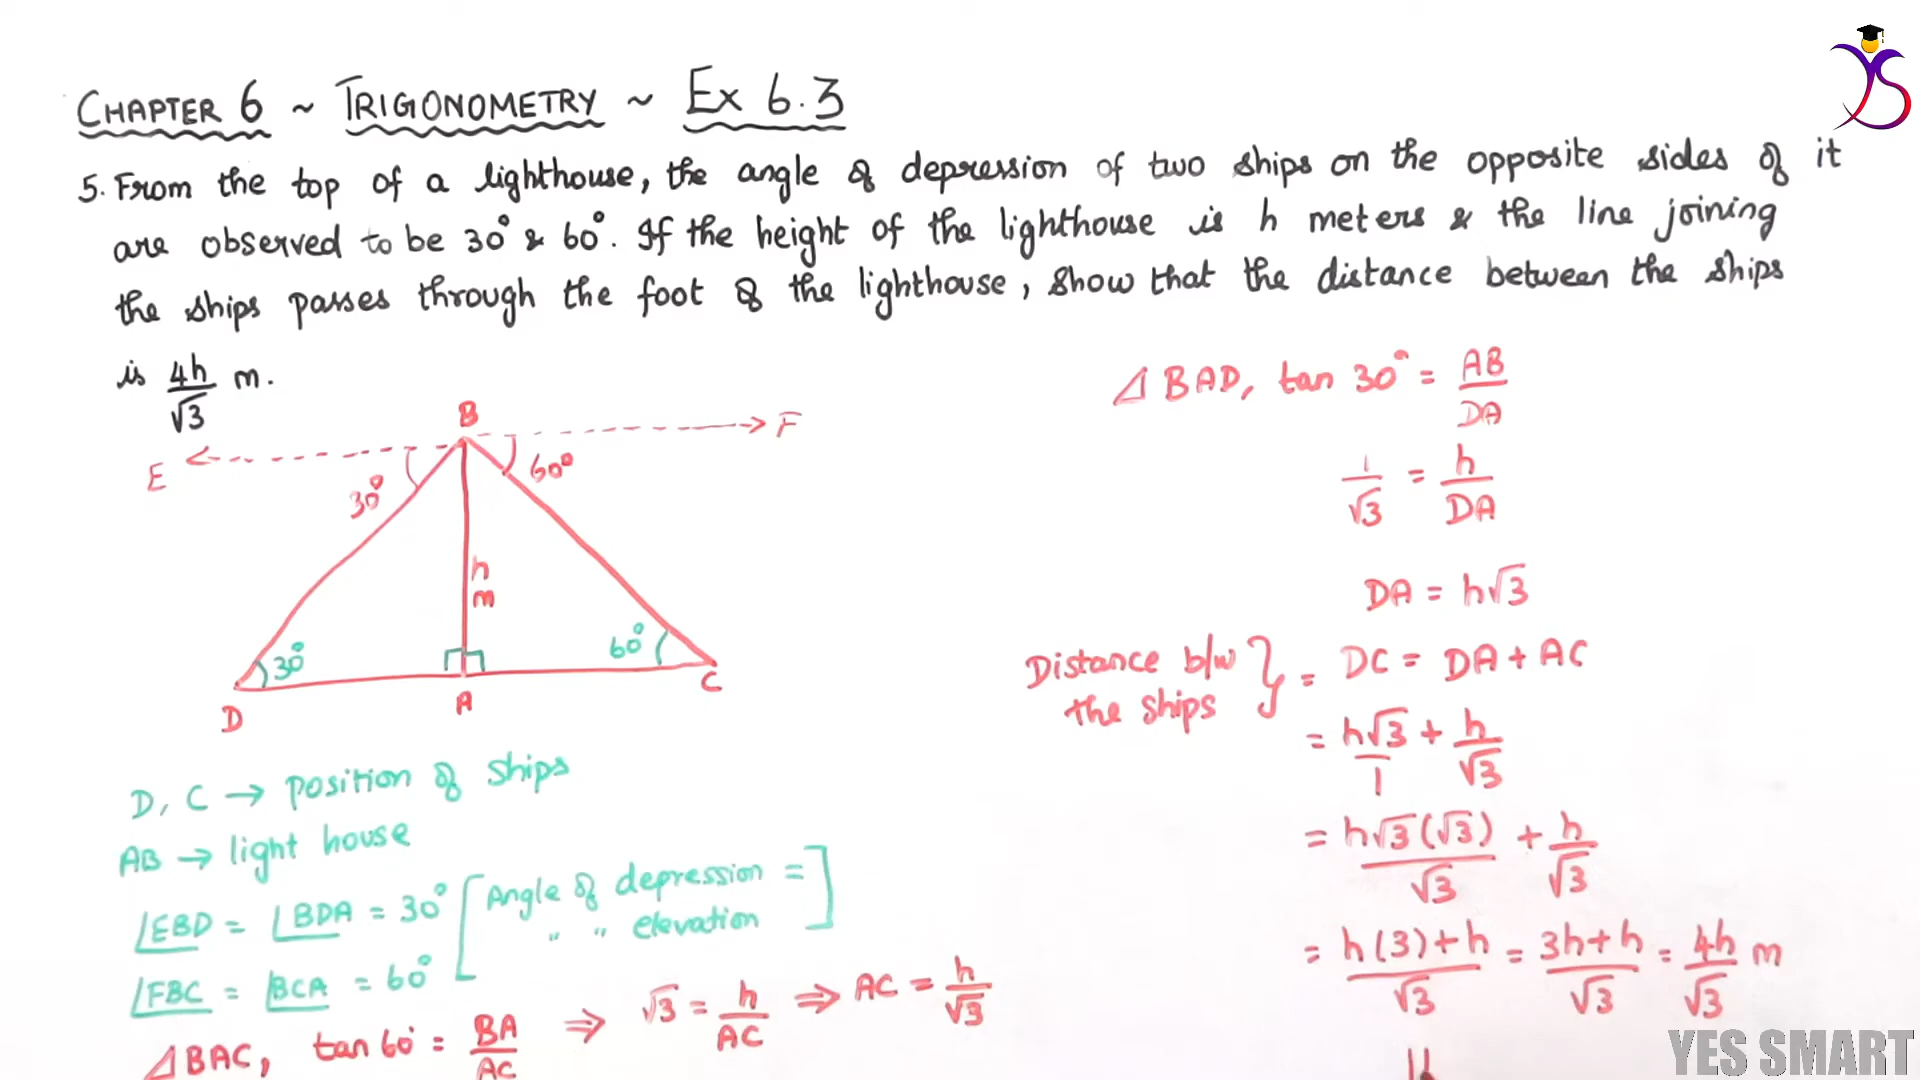 CHAPTER 6 ~ TRIGONOMETRY ~ Ex 6.3
5. From the top of a lighthouse, the angle of depression of two ships on the opposite sides of it
are observed to be 30° & 60°. If the height of the lighthouse is h meters & the line joining
the ships passes through the foot of the lighthouse, show that the distance between the ships
is 4h/√3 m.
B
E
F
30°
60°
h
m
30°
60°
D
A
C
D, C → position of ships
AB → light house
∠EBD = ∠BDA = 30° [Angle of depression =
" " elevation]
∠FBC = ∠BCA = 60°
△BAC, tan 60° = BA/AC ⇒ √3 = h/AC ⇒ AC = h/√3
△BAD, tan 30° = AB/DA
1/√3 = h/DA
DA = h√3
Distance b/w
the ships } = DC = DA + AC
= h√3/1 + h/√3
= h√3(√3)/√3 + h/√3
= h(3)+h/√3 = 3h+h/√3 = 4h/√3 m
YS
YES SMART